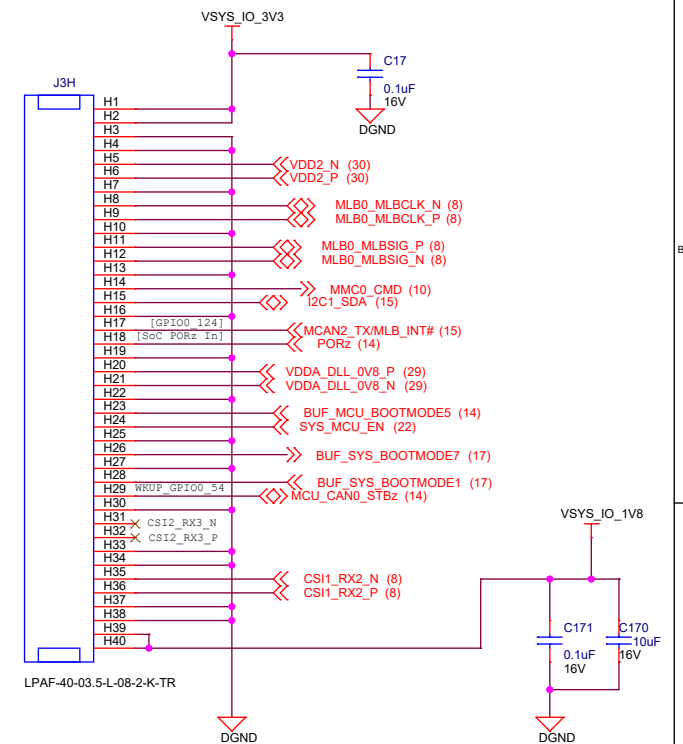 VSYS_IO_3V3
C17
0.1uF
16V
DGND
J3H
H1
H2
H3
H4
H5 VDD2_N (30)
H6 VDD2_P (30)
H7
H8 MLB0_MLBCLK_N (8)
H9 MLB0_MLBCLK_P (8)
H10
H11 MLB0_MLBSIG_P (8)
H12 MLB0_MLBSIG_N (8)
H13
H14 MMC0_CMD (10)
H15 I2C1_SDA (15)
H16
H17 [GPIO0_124] MCAN2_TX/MLB_INT# (15)
H18 [SoC PORz In] PORz (14)
H19
H20 VDDA_DLL_0V8_P (29)
H21 VDDA_DLL_0V8_N (29)
H22
H23 BUF_MCU_BOOTMODE5 (14)
H24 SYS_MCU_EN (22)
H25
H26 BUF_SYS_BOOTMODE7 (17)
H27
H28 BUF_SYS_BOOTMODE1 (17)
H29 WKUP_GPIO0_54 MCU_CAN0_STBz (14)
H30
H31 CSI2_RX3_N
H32 CSI2_RX3_P
H33
H34
H35 CSI1_RX2_N (8)
H36 CSI1_RX2_P (8)
H37
H38
H39
H40
LPAF-40-03.5-L-08-2-K-TR
DGND
VSYS_IO_1V8
C171
0.1uF
16V
C170
10uF
16V
DGND
B